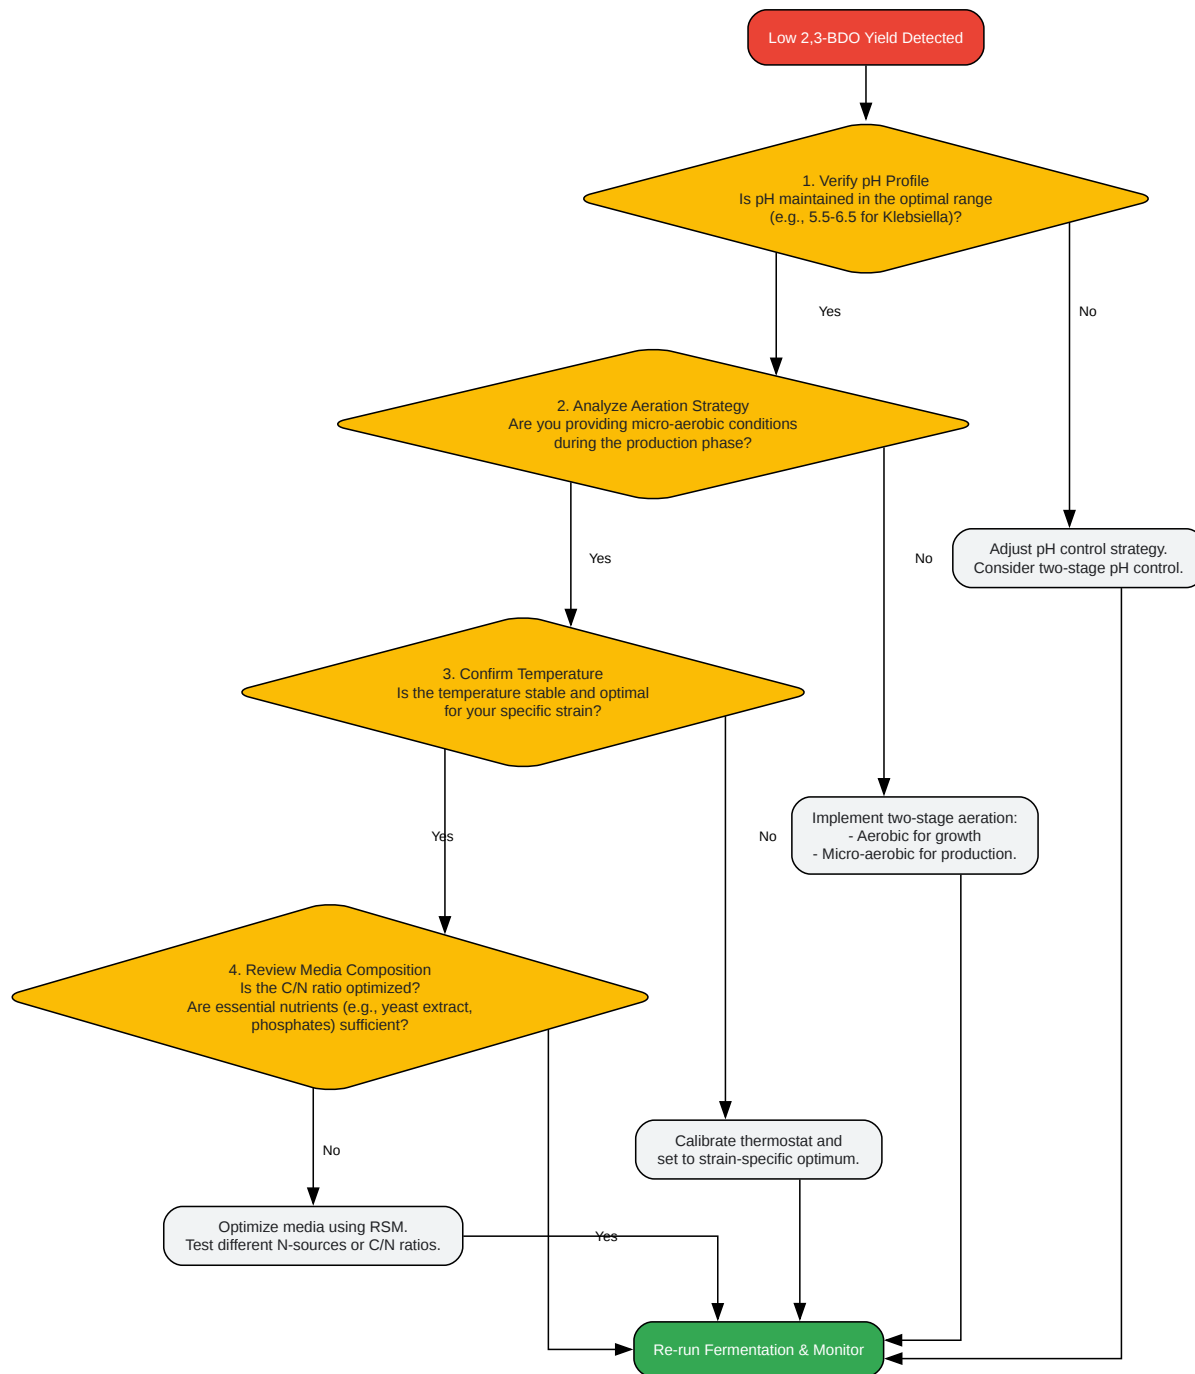 Low 2,3-BDO Yield Detected
1. Verify pH Profile
Is pH maintained in the optimal range
(e.g., 5.5-6.5 for Klebsiella)?
Yes
No
2. Analyze Aeration Strategy
Are you providing micro-aerobic conditions
during the production phase?
Yes
No
Adjust pH control strategy.
Consider two-stage pH control.
3. Confirm Temperature
Is the temperature stable and optimal
for your specific strain?
Yes
No
Implement two-stage aeration:
- Aerobic for growth
- Micro-aerobic for production.
4. Review Media Composition
Is the C/N ratio optimized?
Are essential nutrients (e.g., yeast extract,
phosphates) sufficient?
No
Calibrate thermostat and
set to strain-specific optimum.
Optimize media using RSM.
Test different N-sources or C/N ratios.
Yes
Re-run Fermentation & Monitor